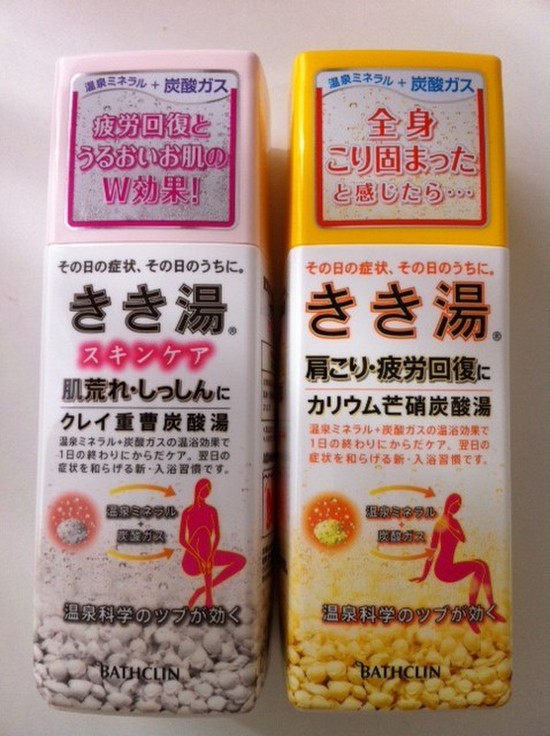 温泉ミネラル + 炭酸ガス
疲労回復と
うるおいお肌の
W効果!
その日の症状、その日のうちに。
きき湯®
スキンケア
肌荒れ・しっしんに
クレイ重曹炭酸湯
温泉ミネラル+炭酸ガスの温浴効果で
1日の終わりにからだケア。翌日の
症状を和らげる新・入浴習慣です。
温泉ミネラル
+
炭酸ガス
温泉科学のツブが効く
BATHCLIN
温泉ミネラル + 炭酸ガス
全身
こり固まった
と感じたら・・・
その日の症状、その日のうちに。
きき湯®
肩こり・疲労回復に
カリウム芒硝炭酸湯
温泉ミネラル+炭酸ガスの温浴効果で
1日の終わりにからだケア。翌日の
症状を和らげる新・入浴習慣です。
温泉ミネラル
+
炭酸ガス
温泉科学のツブが効く
BATHCLIN